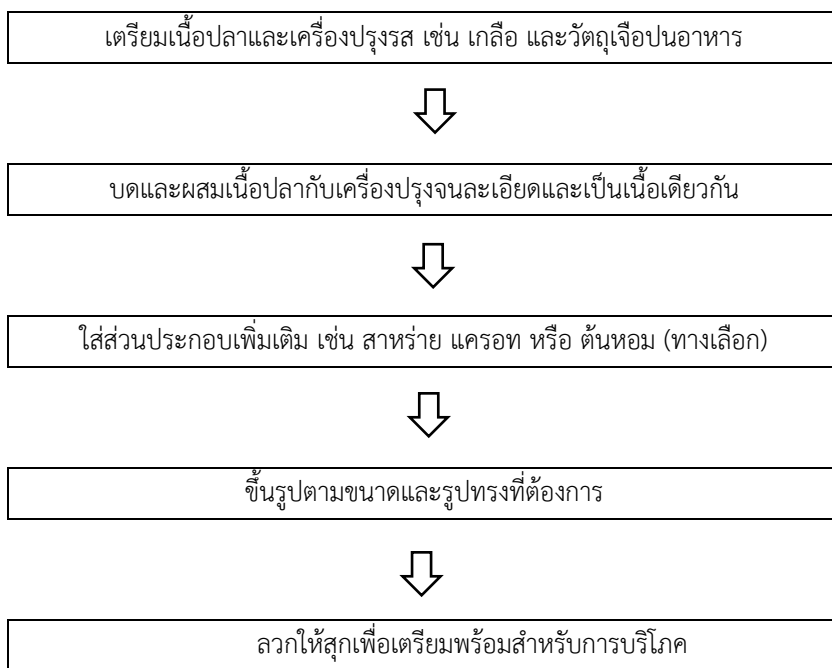 เตรียมเนื้อปลาและเครื่องปรุงรส เช่น เกลือ และวัตถุเจือปนอาหาร
บดและผสมเนื้อปลากับเครื่องปรุงจนละเอียดและเป็นเนื้อเดียวกัน
ใส่ส่วนประกอบเพิ่มเติม เช่น สาหร่าย แครอท หรือ ต้นหอม (ทางเลือก)
ขึ้นรูปตามขนาดและรูปทรงที่ต้องการ
ลวกให้สุกเพื่อเตรียมพร้อมสำหรับการบริโภค